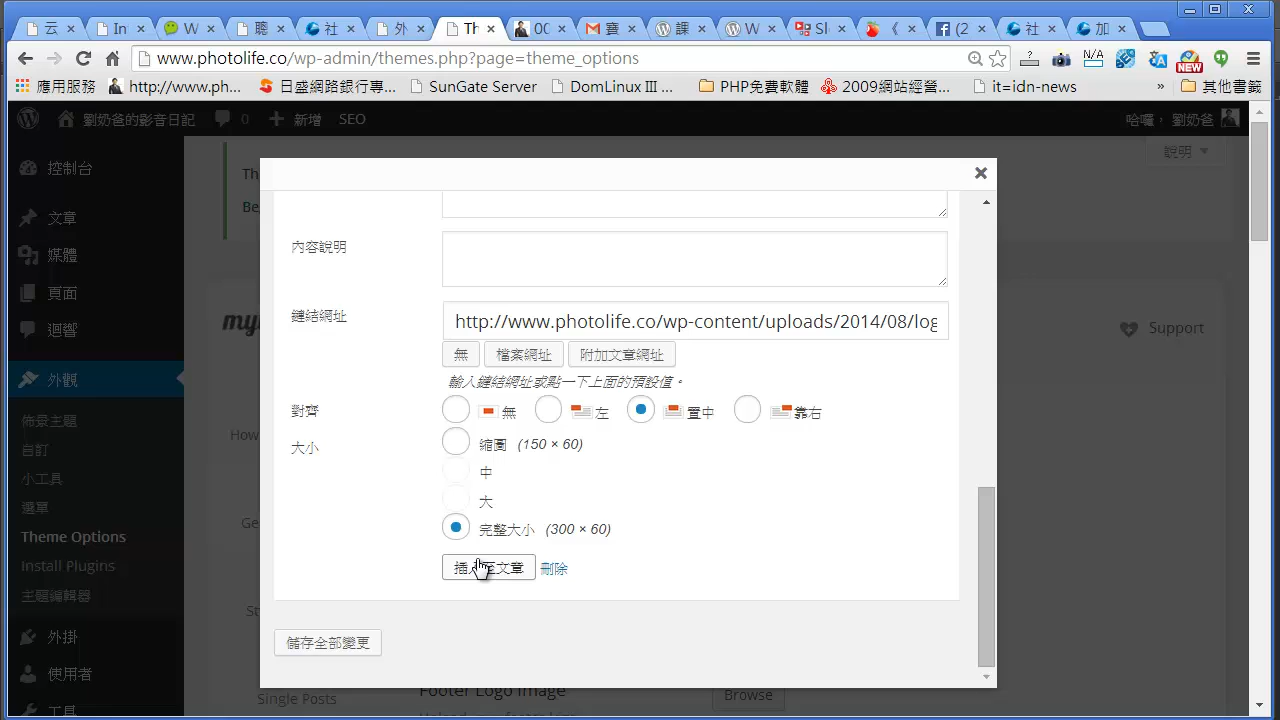 云
In
W
聰
社
外
Th
00
竇
課
W
Sl
《
(2
社
加
www.photolife.co/wp-admin/themes.php?page=theme_options
N/A
NEW
應用服務
http://www.ph...
日盛網路銀行專...
SunGate Server
DomLinux III ...
PHP免費軟體
2009網站經營...
it=idn-news
»
其他書籤
劉奶爸的影音日記
0
新增
SEO
哈囉， 劉奶爸
控制台
文章
媒體
頁面
迴響
外觀
佈景主題
自訂
小工具
選單
Theme Options
Install Plugins
主題編輯器
外掛
使用者
工具
說明
Th
Be
my
Support
How
Ge
St
內容說明
鏈結網址
http://www.photolife.co/wp-content/uploads/2014/08/log
無
檔案網址
附加文章網址
輸入鏈結網址或點一下上面的預設值。
對齊
無
左
置中
靠右
大小
縮圖 (150 × 60)
中
大
完整大小 (300 × 60)
文章
刪除
儲存全部變更
Single Posts
Footer Logo Image
Browse